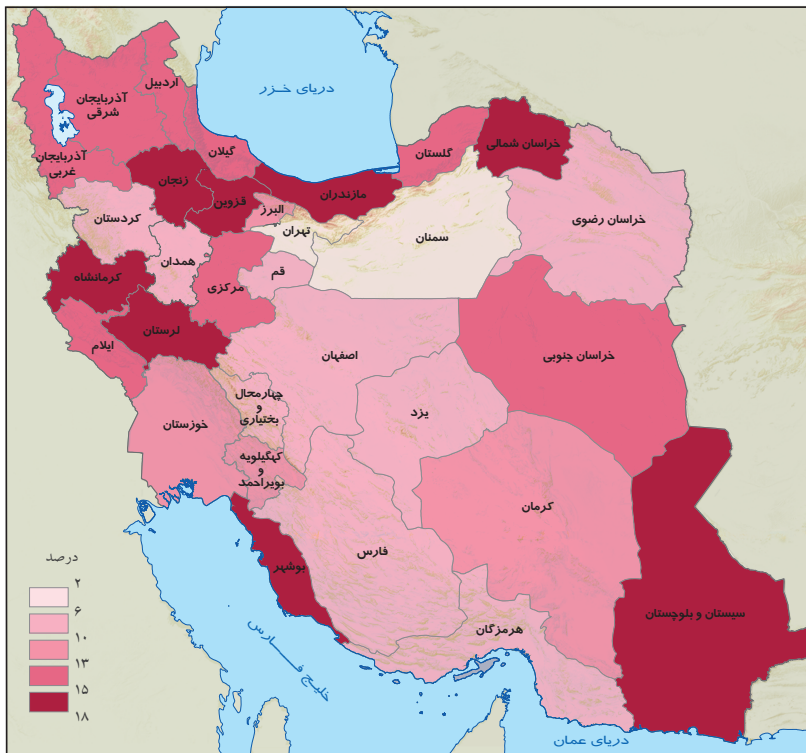 دریای خـزر
اردبیل
آذربایجان
شرقی
گیلان
آذربایجان
غربی
زنجان
قزوین
مازندران
گلستان
خراسان شمالی
البرز
کردستان
تهران
سمنان
خراسان رضوی
همدان
قم
کرمانشاه
مرکزی
لرستان
ایلام
اصفهان
خراسان جنوبی
چهارمحال
و
بختیاری
یزد
خوزستان
کهگیلویه
و
بویراحمد
کرمان
فارس
بوشهر
سیستان و بلوچستان
هرمزگان
خلیج فــــارس
دریای عمان
درصد
۲
۶
۱۰
۱۳
۱۵
۱۸